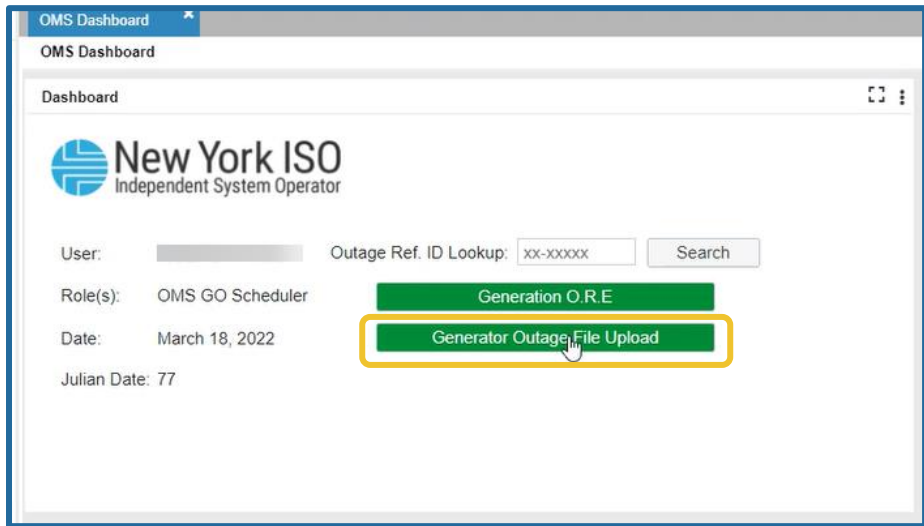 OMS Dashboard ×
OMS Dashboard
Dashboard
New York ISO
Independent System Operator
User: Outage Ref. ID Lookup: xx-xxxxx Search
Role(s): OMS GO Scheduler Generation O.R.E
Date: March 18, 2022 Generator Outage File Upload
Julian Date: 77